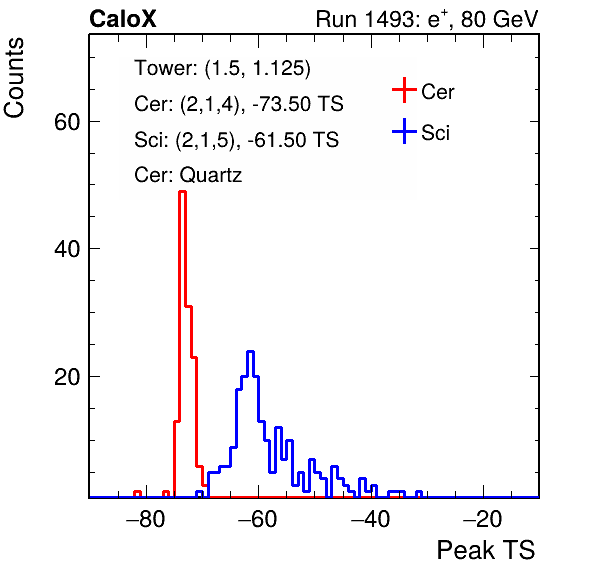 CaloX Run 1493: e+, 80 GeV
Counts
Tower: (1.5, 1.125)
Cer: (2,1,4), -73.50 TS
Sci: (2,1,5), -61.50 TS
Cer: Quartz
Cer
Sci
60
40
20
−80 −60 −40 −20
Peak TS